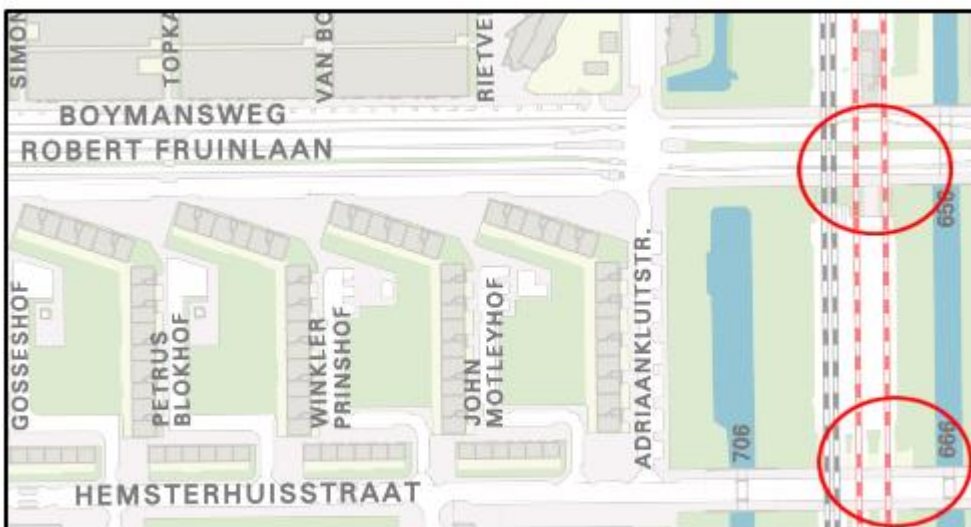 SIMON
TOPKA
VAN BO
RIETVE
BOYMANSWEG
ROBERT FRUINLAAN
GOSSESHOF
PETRUS
BLOKHOF
WINKLER
PRINSHOF
JOHN
MOTLEYHOF
ADRIAANKLUITSTR.
656
706
666
HEMSTERHUISSTRAAT